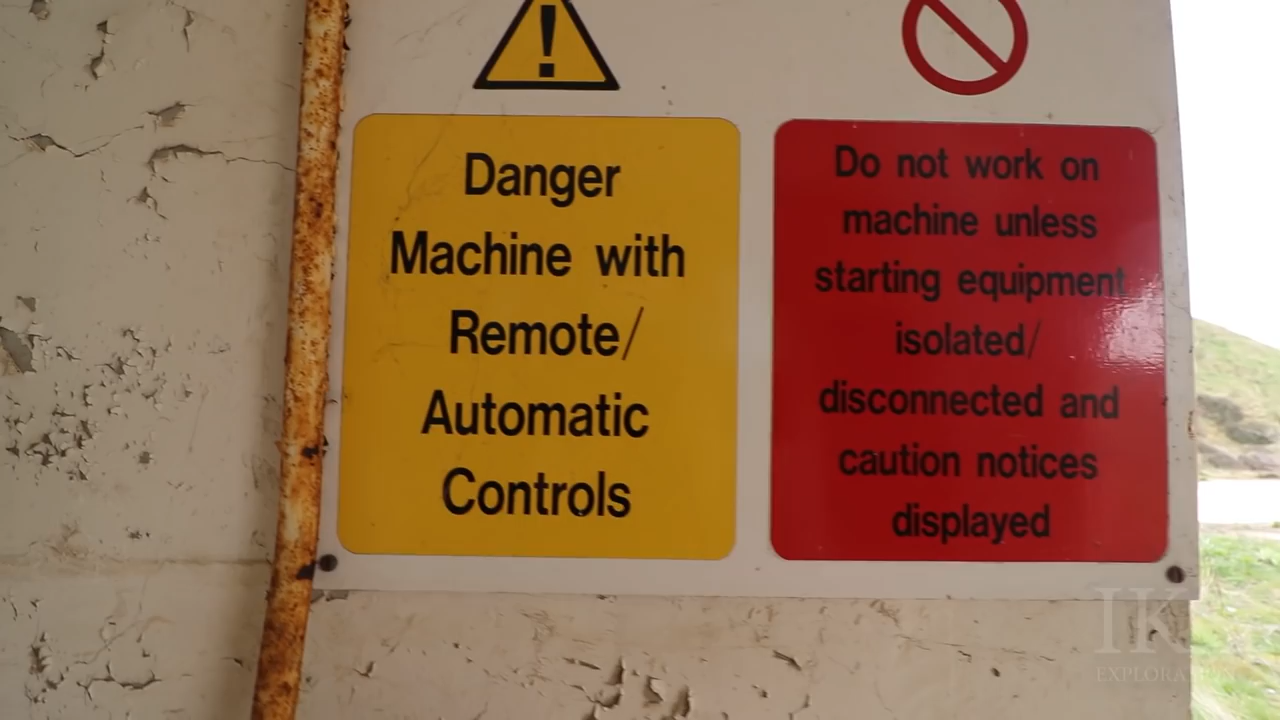 Danger
Machine with
Remote/
Automatic
Controls
Do not work on
machine unless
starting equipment
isolated/
disconnected and
caution notices
displayed